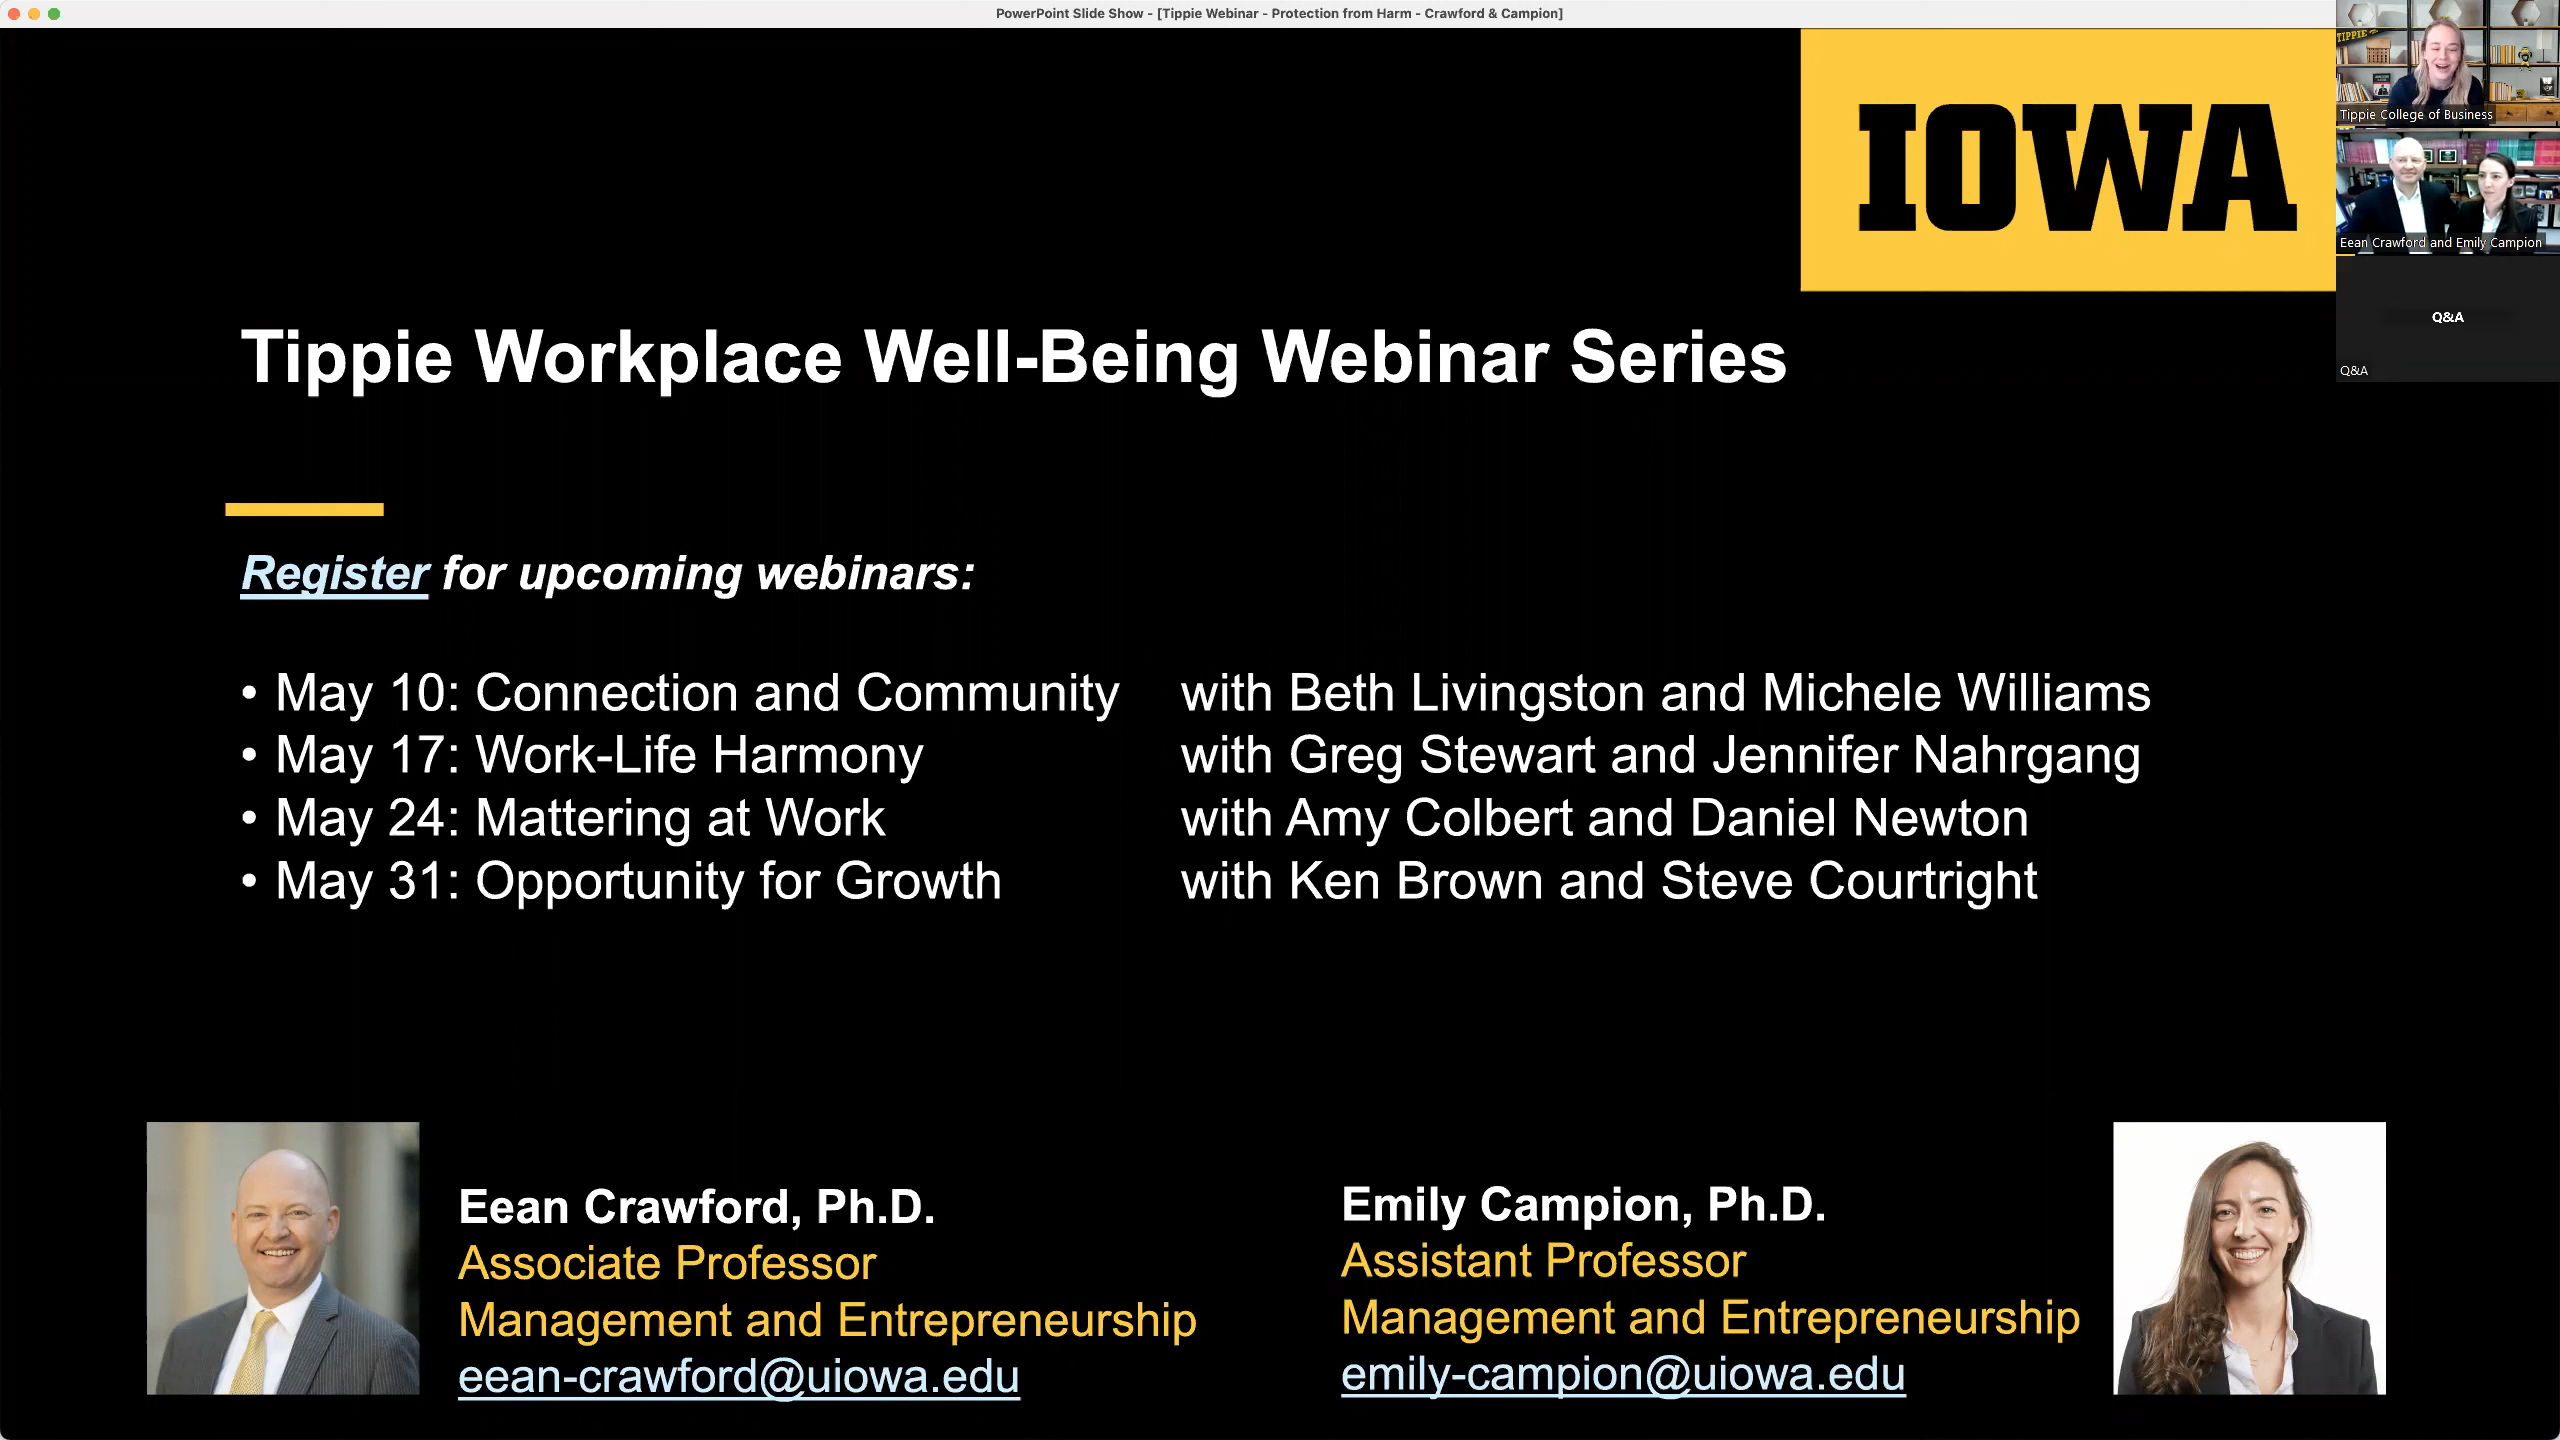 PowerPoint Slide Show - [Tippie Webinar - Protection from Harm - Crawford & Campion]
IOWA
TIPPIE
Tippie College of Business
Eean Crawford and Emily Campion
Q&A
Q&A
Tippie Workplace Well-Being Webinar Series
Register for upcoming webinars:
• May 10: Connection and Community with Beth Livingston and Michele Williams
• May 17: Work-Life Harmony with Greg Stewart and Jennifer Nahrgang
• May 24: Mattering at Work with Amy Colbert and Daniel Newton
• May 31: Opportunity for Growth with Ken Brown and Steve Courtright
Eean Crawford, Ph.D.
Associate Professor
Management and Entrepreneurship
eean-crawford@uiowa.edu
Emily Campion, Ph.D.
Assistant Professor
Management and Entrepreneurship
emily-campion@uiowa.edu